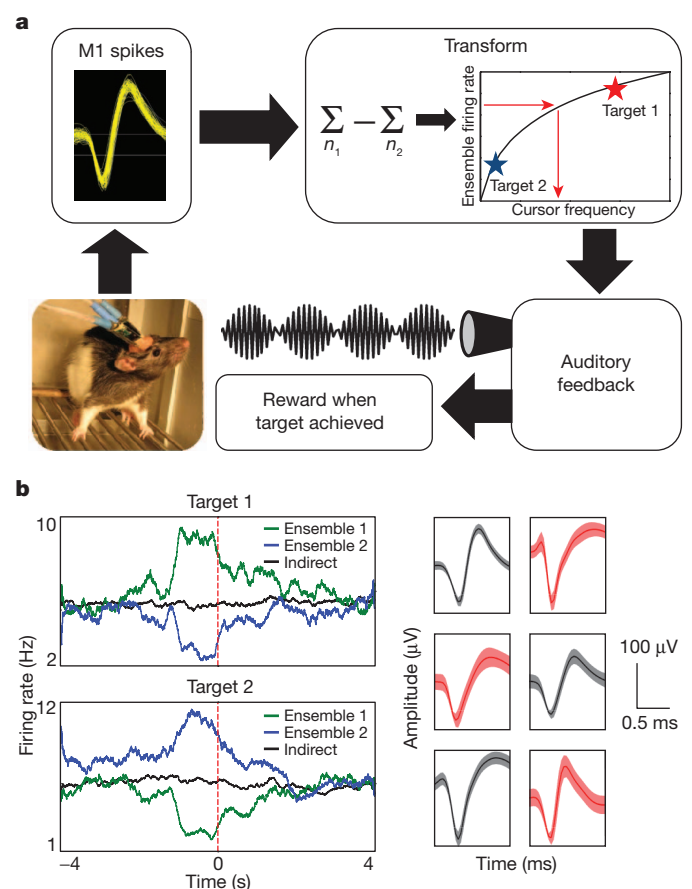 a
M1 spikes
Transform
∑ − ∑
n1 n2
Ensemble firing rate
Target 1
Target 2
Cursor frequency
Auditory
feedback
Reward when
target achieved
b
Target 1
10
2
Ensemble 1
Ensemble 2
Indirect
Firing rate (Hz)
Target 2
12
1
Ensemble 1
Ensemble 2
Indirect
−4 0 4
Time (s)
Amplitude (μV)
100 μV
0.5 ms
Time (ms)